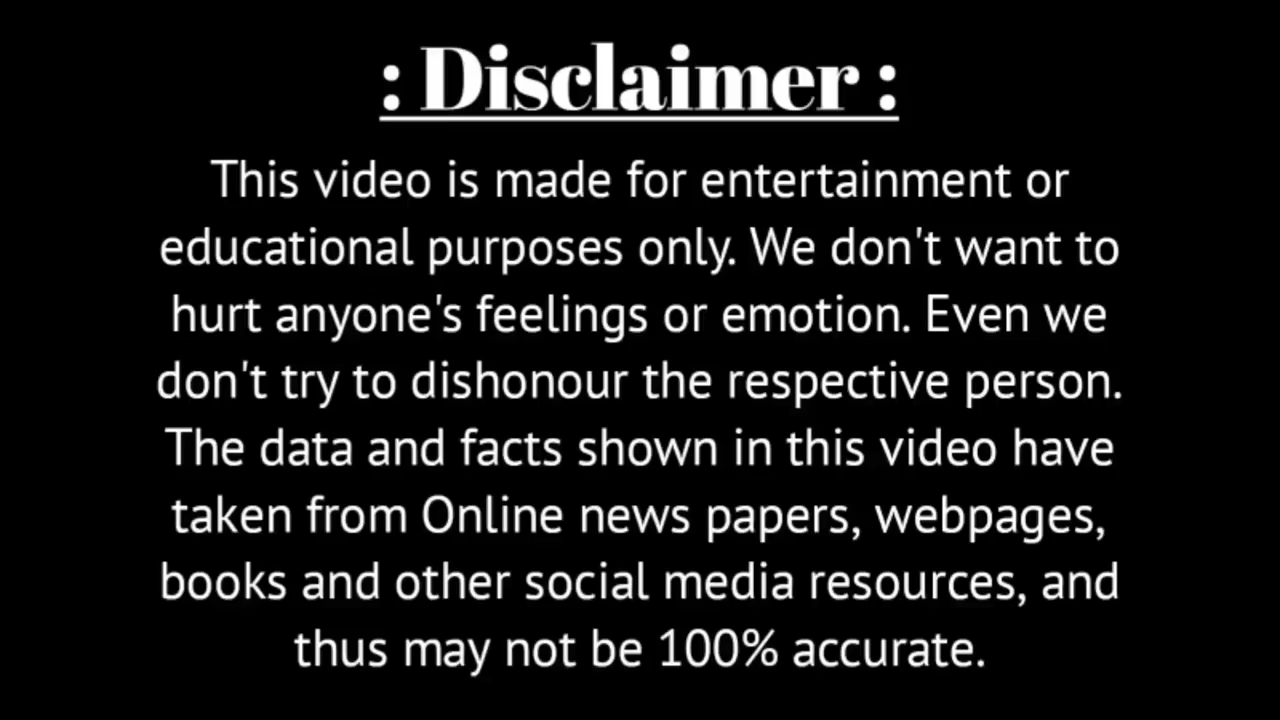 : Disclaimer :
This video is made for entertainment or
educational purposes only. We don't want to
hurt anyone's feelings or emotion. Even we
don't try to dishonour the respective person.
The data and facts shown in this video have
taken from Online news papers, webpages,
books and other social media resources, and
thus may not be 100% accurate.